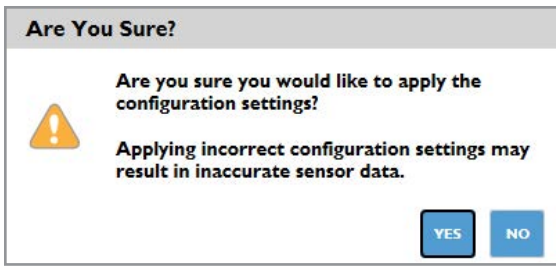 Are You Sure?
Are you sure you would like to apply the
configuration settings?
Applying incorrect configuration settings may
result in inaccurate sensor data.
YES NO